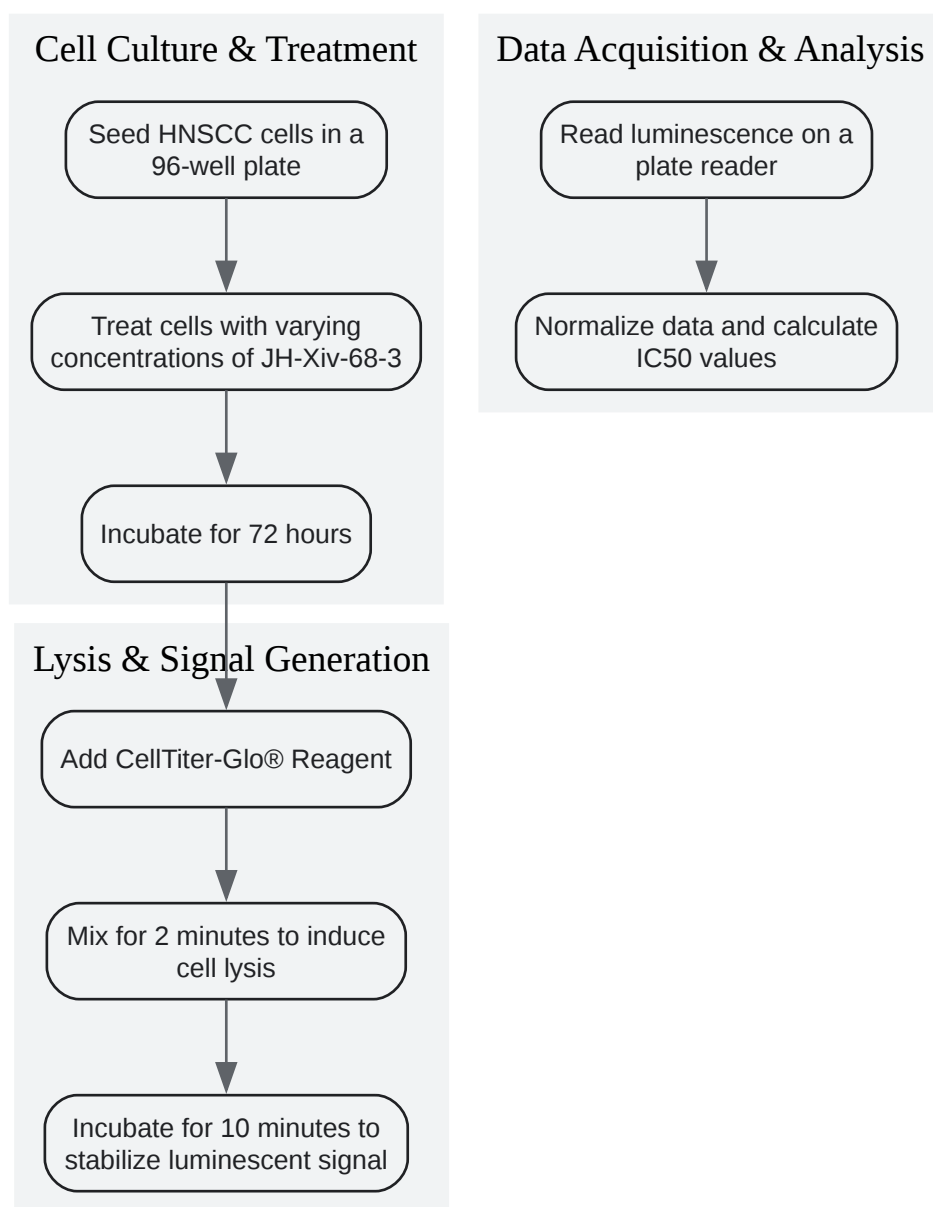 Cell Culture & Treatment
Seed HNSCC cells in a
96-well plate
Treat cells with varying
concentrations of JH-Xiv-68-3
Incubate for 72 hours
Lysis & Signal Generation
Add CellTiter-Glo® Reagent
Mix for 2 minutes to induce
cell lysis
Incubate for 10 minutes to
stabilize luminescent signal
Data Acquisition & Analysis
Read luminescence on a
plate reader
Normalize data and calculate
IC50 values